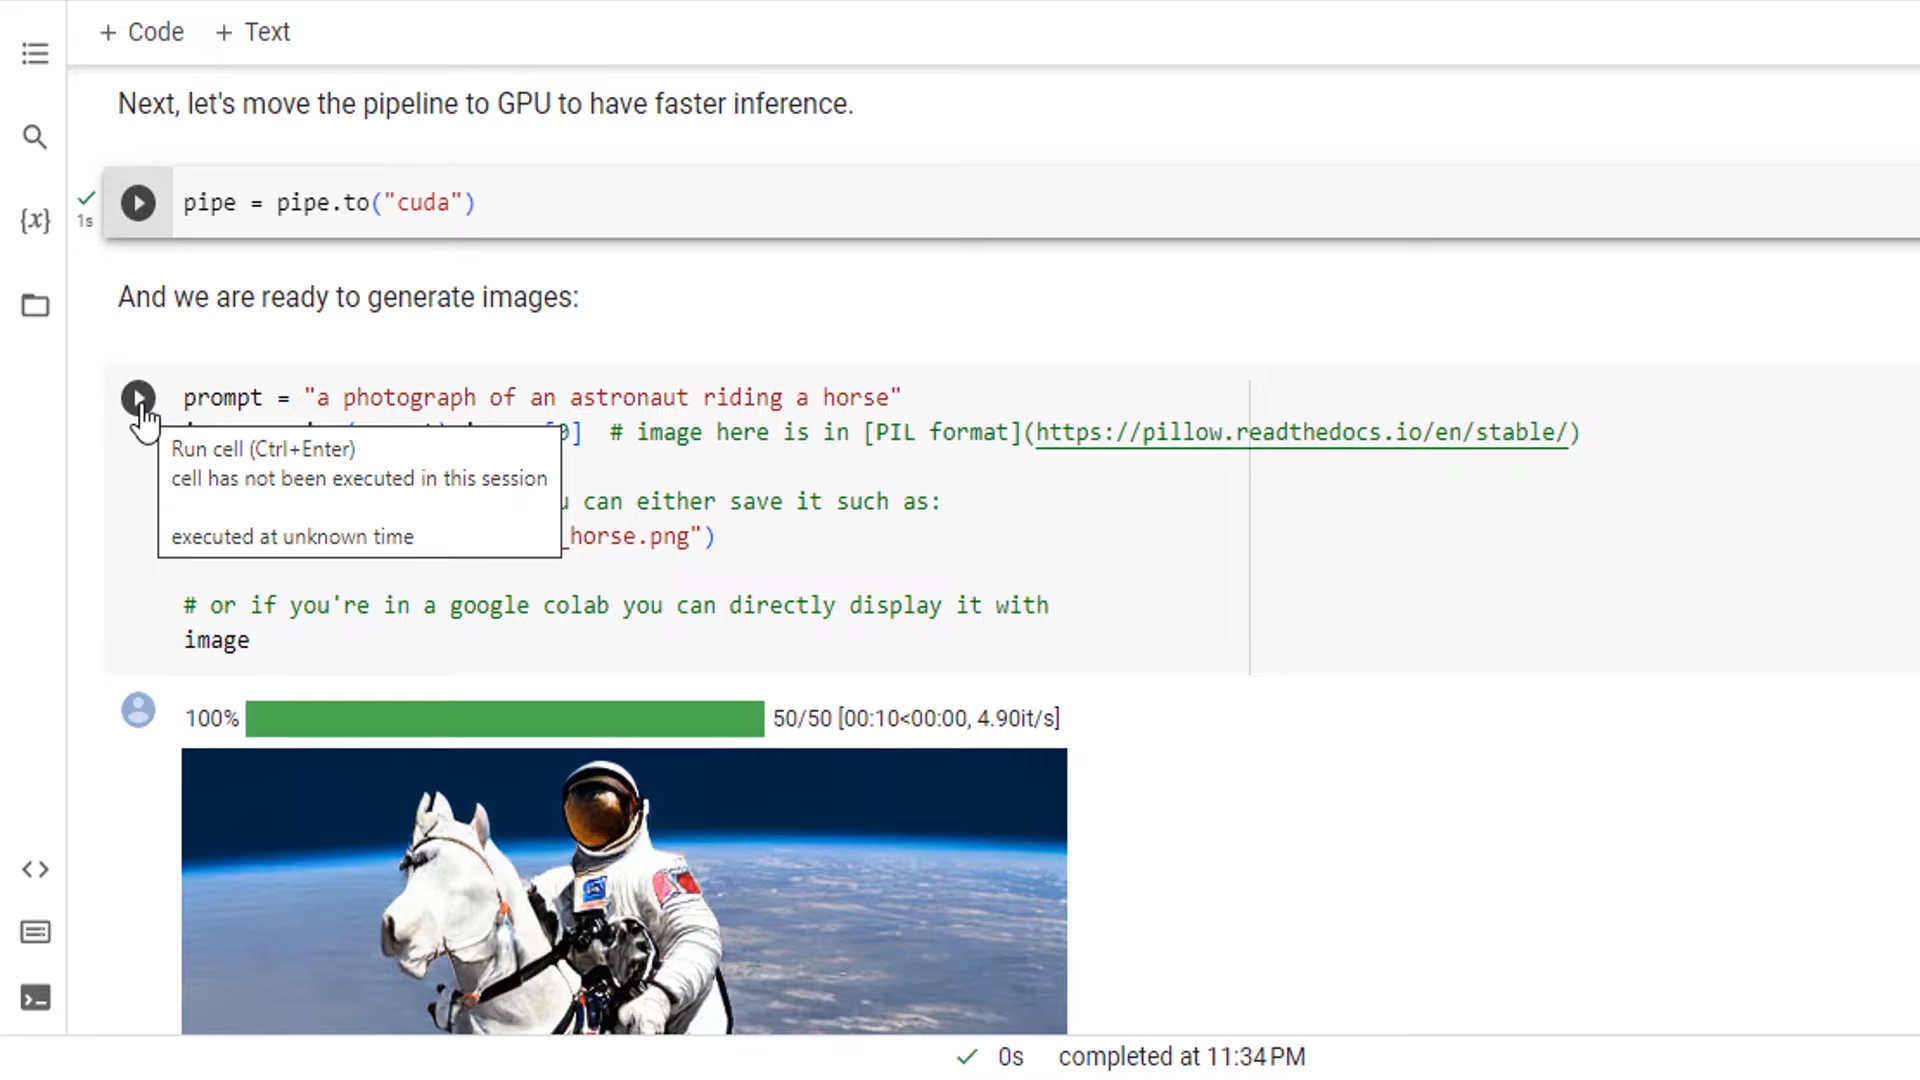 + Code + Text
Next, let's move the pipeline to GPU to have faster inference.
{x}
1s
pipe = pipe.to("cuda")
And we are ready to generate images:
prompt = "a photograph of an astronaut riding a horse"
0] # image here is in [PIL format](https://pillow.readthedocs.io/en/stable/)
Run cell (Ctrl+Enter)
cell has not been executed in this session
can either save it such as:
executed at unknown time
_horse.png")
# or if you're in a google colab you can directly display it with
image
100% 50/50 [00:10<00:00, 4.90it/s]
0s completed at 11:34 PM